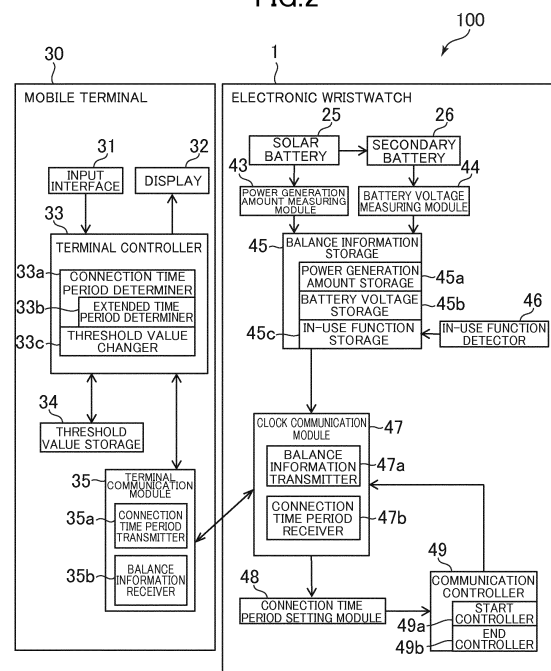 FIG.2
100
30
MOBILE TERMINAL
31
INPUT
INTERFACE
32
DISPLAY
33
TERMINAL CONTROLLER
33a
CONNECTION TIME
PERIOD DETERMINER
33b
EXTENDED TIME
PERIOD DETERMINER
33c
THRESHOLD VALUE
CHANGER
34
THRESHOLD
VALUE STORAGE
35
TERMINAL
COMMUNICATION
MODULE
35a
CONNECTION
TIME PERIOD
TRANSMITTER
35b
BALANCE
INFORMATION
RECEIVER
1
ELECTRONIC WRISTWATCH
25
SOLAR
BATTERY
26
SECONDARY
BATTERY
43
POWER GENERATION
AMOUNT MEASURING
MODULE
44
BATTERY VOLTAGE
MEASURING MODULE
45
BALANCE INFORMATION
STORAGE
POWER GENERATION
AMOUNT STORAGE
45a
BATTERY VOLTAGE
STORAGE
45b
45c
IN-USE FUNCTION
STORAGE
46
IN-USE FUNCTION
DETECTOR
CLOCK COMMUNICATION
MODULE
47
BALANCE
INFORMATION
TRANSMITTER
47a
CONNECTION
TIME PERIOD
RECEIVER
47b
48
CONNECTION TIME
PERIOD SETTING MODULE
49
COMMUNICATION
CONTROLLER
49a
START
CONTROLLER
49b
END
CONTROLLER